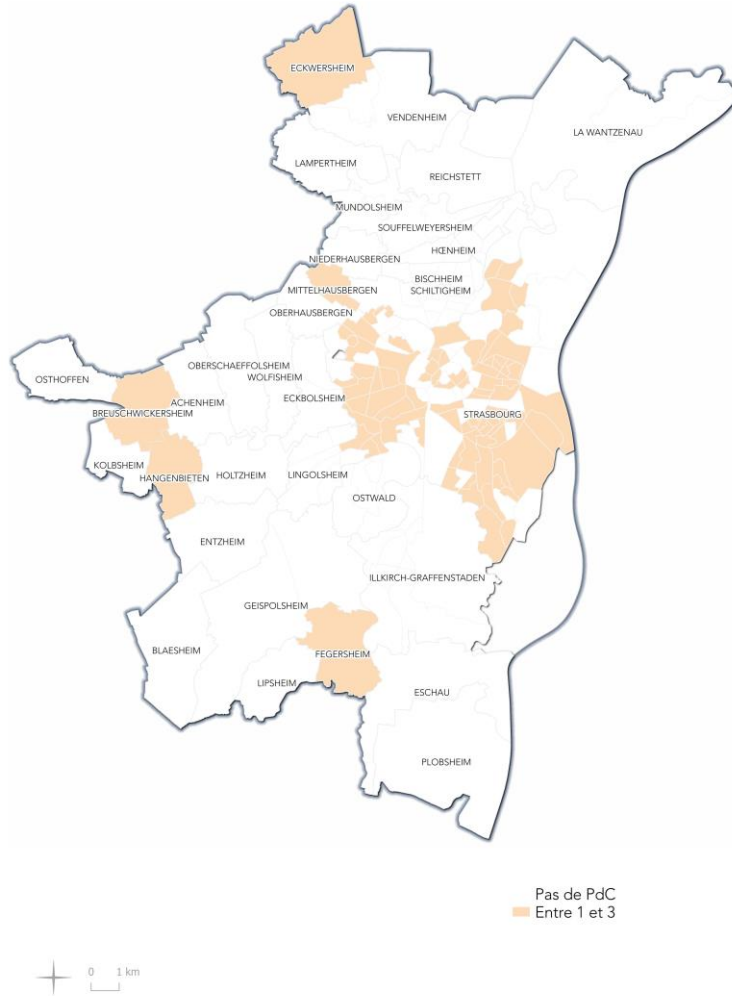 ECKWERSHEIM
VENDENHEIM
LA WANTZENAU
LAMPERTHEIM
REICHSTETT
MUNDOLSHEIM
SOUFFELWEYERSHEIM
HŒNHEIM
NIEDERHAUSBERGEN
BISCHHEIM
MITTELHAUSBERGEN
SCHILTIGHEIM
OBERHAUSBERGEN
OBERSCHAEFFOLSHEIM
WOLFISHEIM
OSTHOFFEN
ACHENHEIM
ECKBOLSHEIM
BREUSCHWICKERSHEIM
STRASBOURG
KOLBSHEIM
HANGENBIETEN
HOLTZHEIM
LINGOLSHEIM
OSTWALD
ENTZHEIM
ILLKIRCH-GRAFFENSTADEN
GEISPOLSHEIM
BLAESHEIM
FEGERSHEIM
LIPSHEIM
ESCHAU
PLOBSHEIM
Pas de PdC
Entre 1 et 3
0 1 km